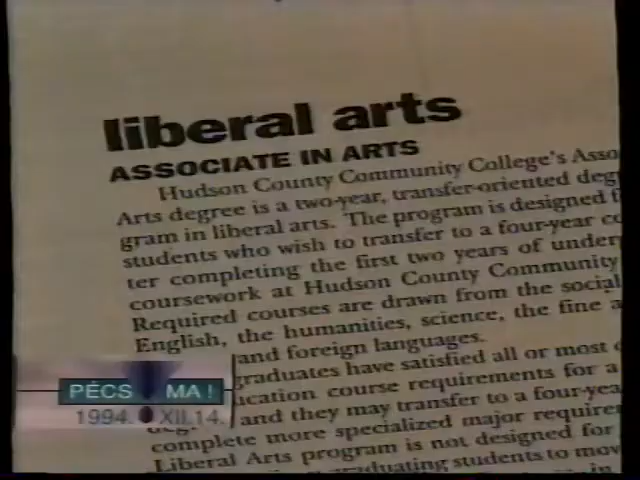 liberal arts
ASSOCIATE IN ARTS
Hudson County Community College's Asso
Arts degree is a two-year, transfer-oriented deg
gram in liberal arts. The program is designed f
students who wish to transfer to a four-year co
ter completing the first two years of under
coursework at Hudson County Community
Required courses are drawn from the social
English, the humanities, science, the fine a
and foreign languages.
graduates have satisfied all or most
ucation course requirements for a
and they may transfer to a four-yea
complete more specialized major require
Liberal Arts program is not designed for
graduating students to mov
PÉCS MA!
1994. XII.14.